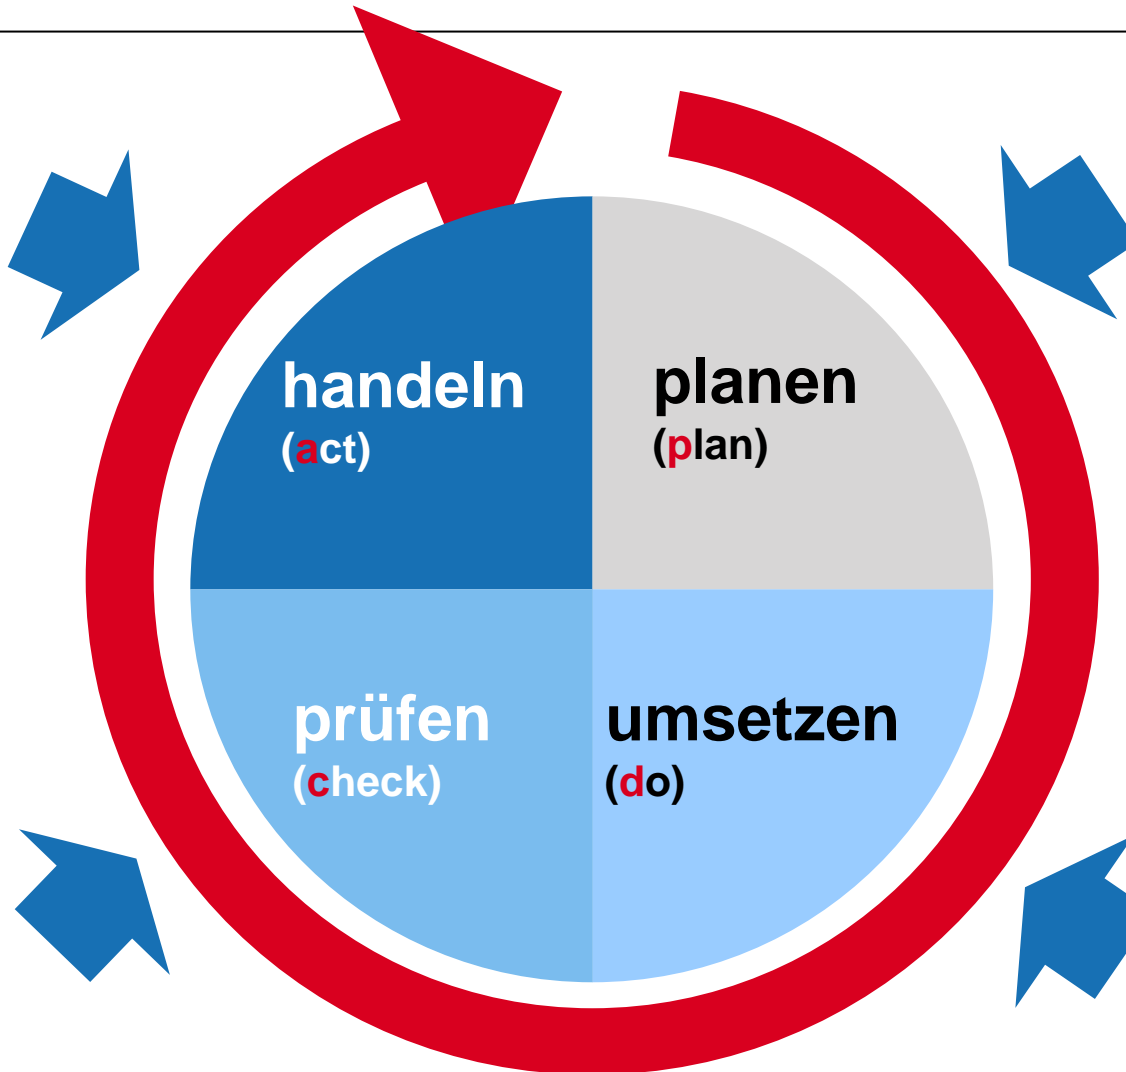 handeln
(act)
planen
(plan)
prüfen
(check)
umsetzen
(do)